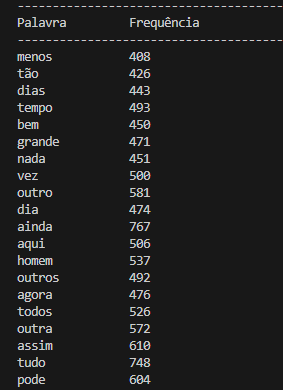 ----------------------------------------
Palavra Frequência
----------------------------------------
menos 408
tão 426
dias 443
tempo 493
bem 450
grande 471
nada 451
vez 500
outro 581
dia 474
ainda 767
aqui 506
homem 537
outros 492
agora 476
todos 526
outra 572
assim 610
tudo 748
pode 604